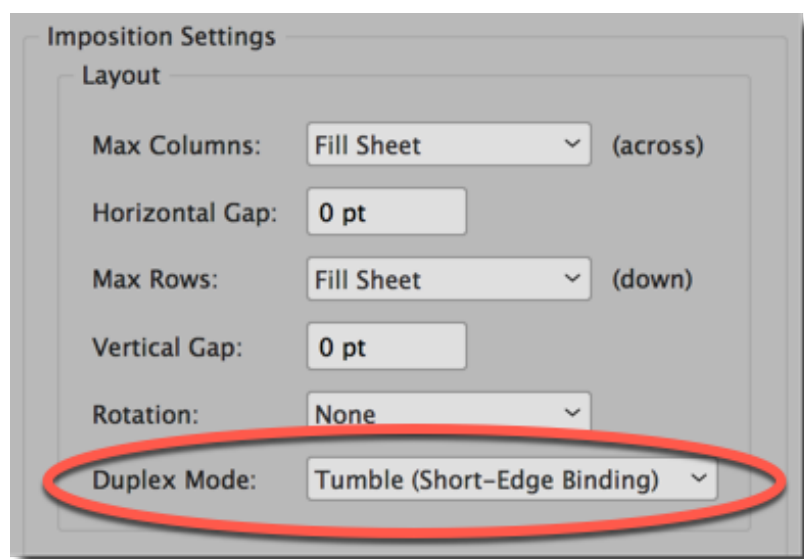 Imposition Settings
Layout
Max Columns: Fill Sheet (across)
Horizontal Gap: 0 pt
Max Rows: Fill Sheet (down)
Vertical Gap: 0 pt
Rotation: None
Duplex Mode: Tumble (Short-Edge Binding)